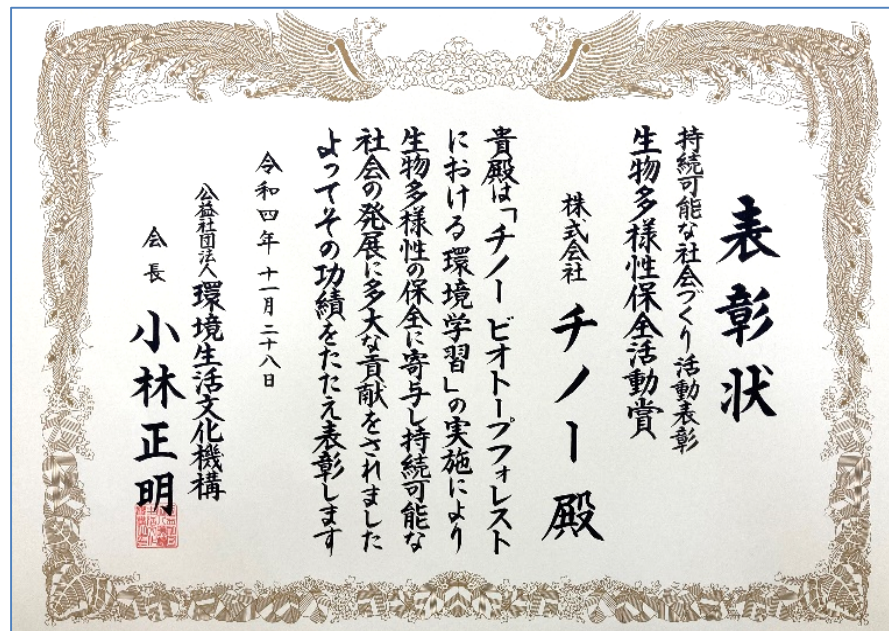 表彰状
持続可能な社会づくり活動表彰
生物多様性保全活動賞
株式会社 チノー 殿
貴殿は「チノー ビオトープフォレスト
における環境学習」の実施により
生物多様性の保全に寄与し持続可能な
社会の発展に多大な貢献をされました
よってその功績をたたえ表彰します
令和四年 十一月 二十八日
公益社団法人 環境生活文化機構
会長 小林正明